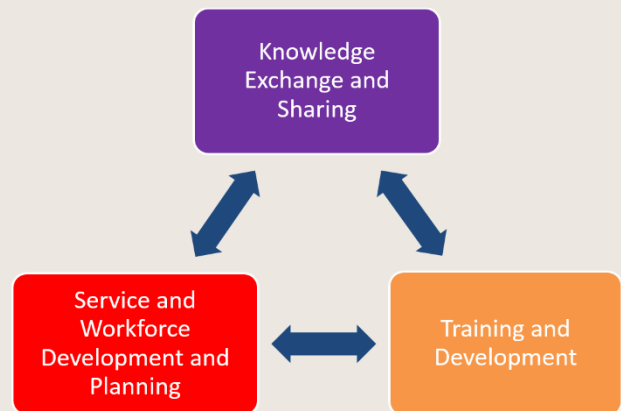 Knowledge
Exchange and
Sharing
Service and
Workforce
Development and
Planning
Training and
Development